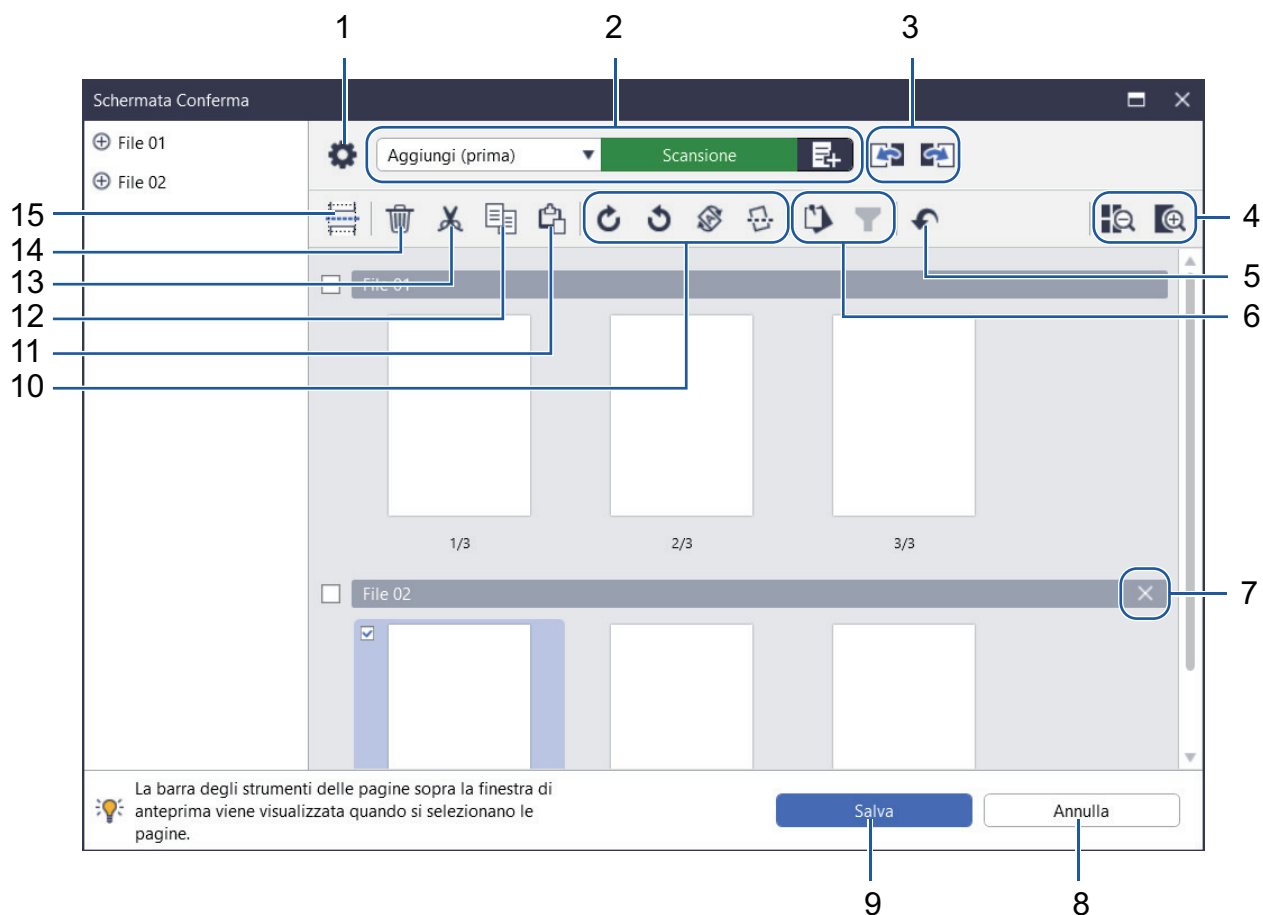 1 2 3
Schermata Conferma
File 01
Aggiungi (prima) Scansione
File 02
15
14
13
12
11
10
4
5
6
File 01
1/3 2/3 3/3
File 02
7
La barra degli strumenti delle pagine sopra la finestra di
anteprima viene visualizzata quando si selezionano le
pagine.
Salva Annulla
9 8